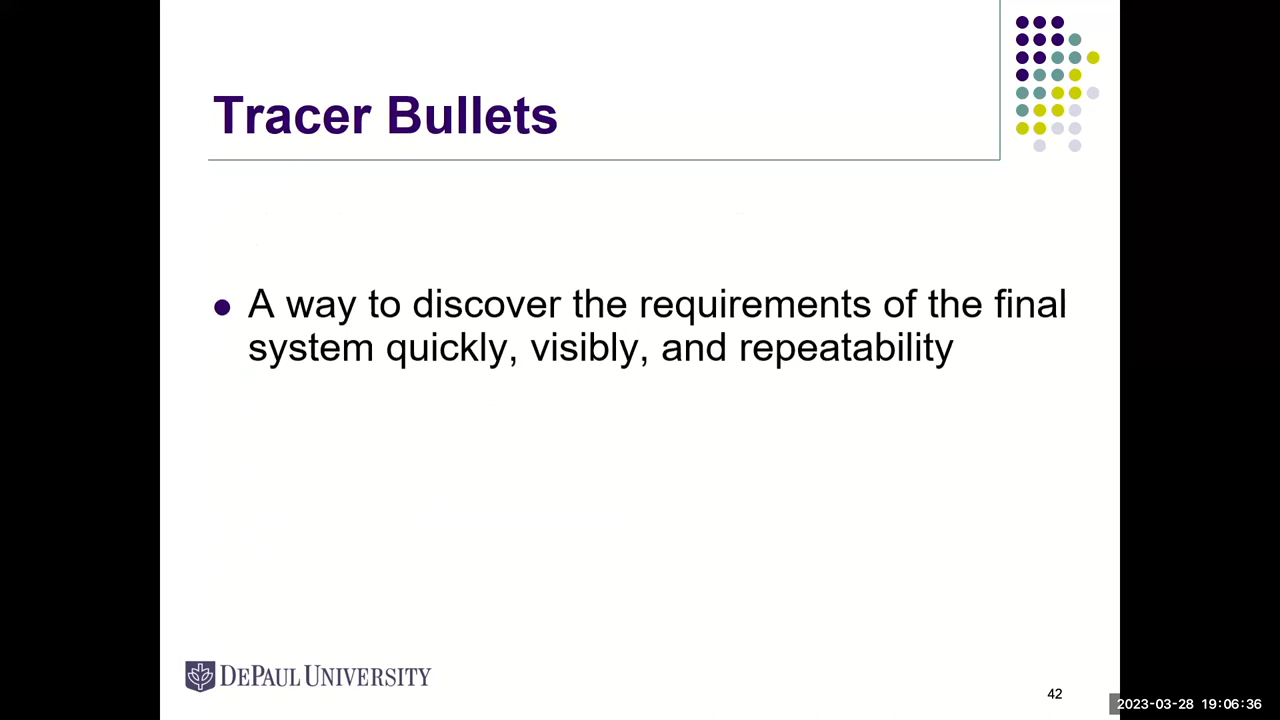 Tracer Bullets
A way to discover the requirements of the final
system quickly, visibly, and repeatability
DEPAUL UNIVERSITY
42
2023-03-28 19:06:36